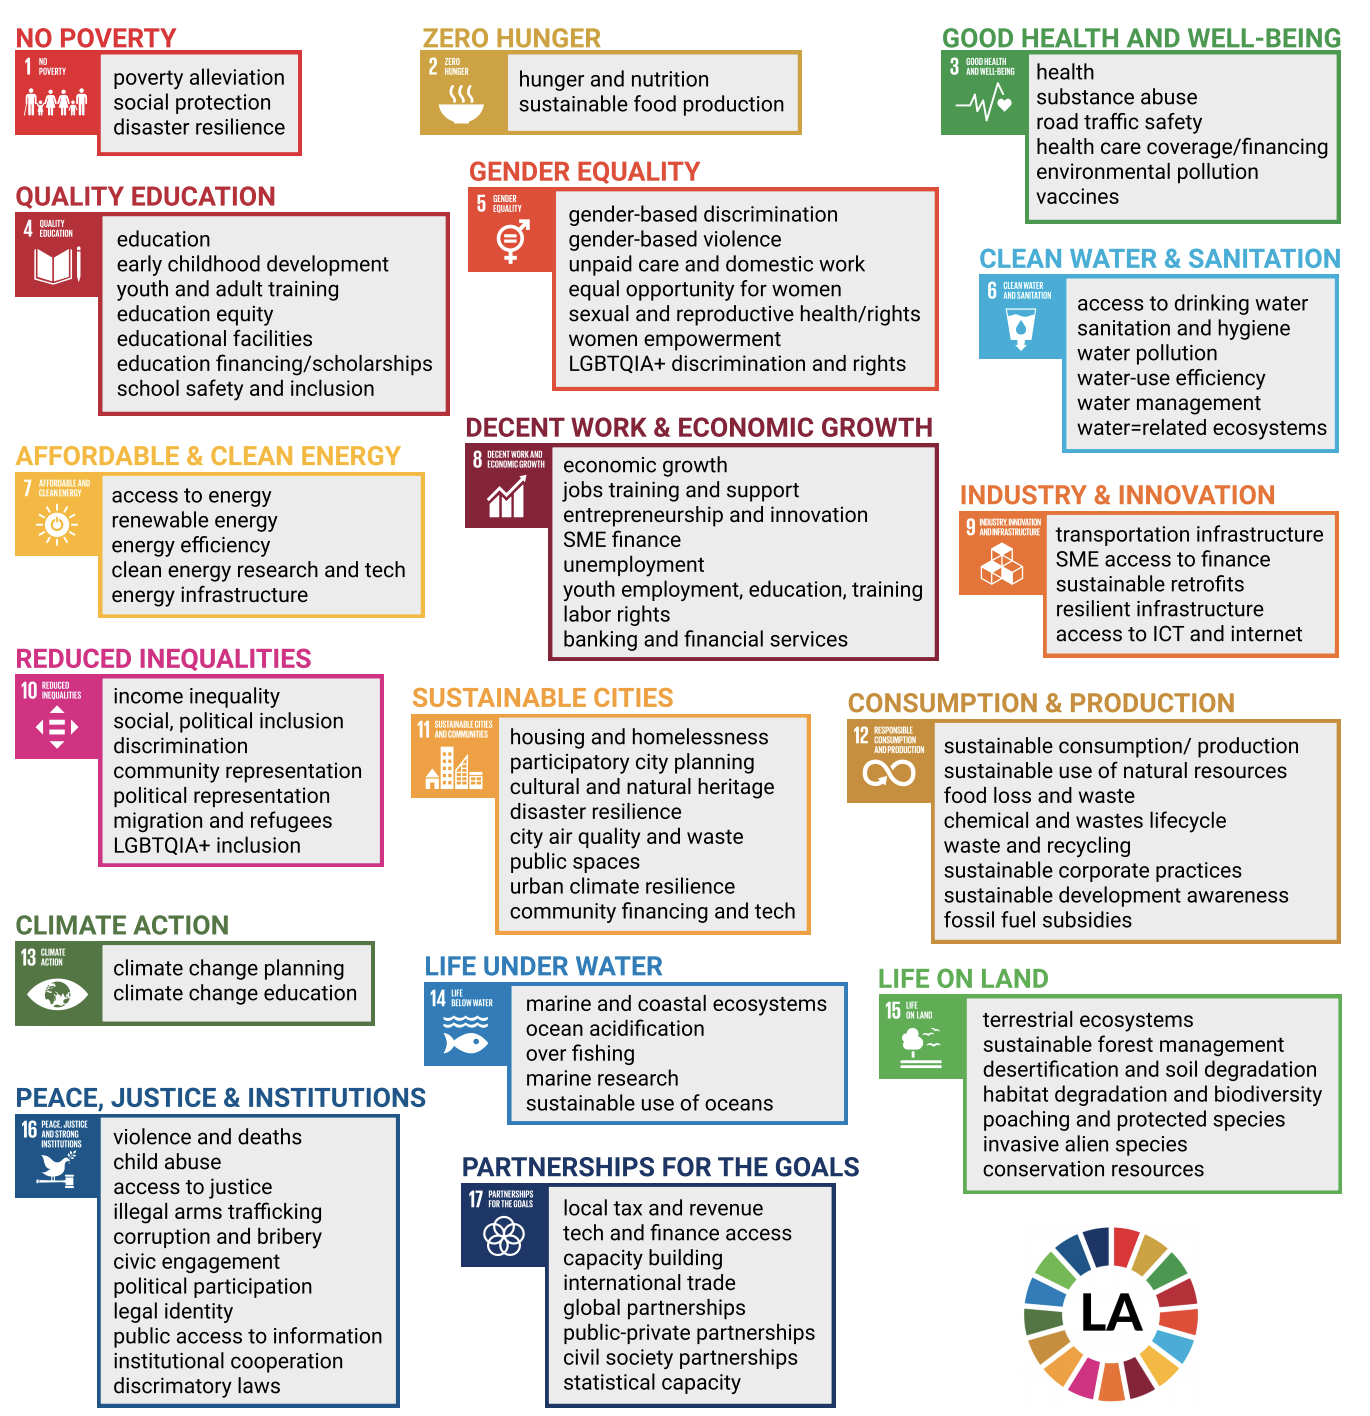 NO POVERTY
1 NO
POVERTY
poverty alleviation
social protection
disaster resilience
ZERO HUNGER
2 ZERO
HUNGER
hunger and nutrition
sustainable food production
GOOD HEALTH AND WELL-BEING
3 GOOD HEALTH
AND WELL-BEING
health
substance abuse
road traffic safety
health care coverage/financing
environmental pollution
vaccines
QUALITY EDUCATION
4 QUALITY
EDUCATION
education
early childhood development
youth and adult training
education equity
educational facilities
education financing/scholarships
school safety and inclusion
GENDER EQUALITY
5 GENDER
EQUALITY
gender-based discrimination
gender-based violence
unpaid care and domestic work
equal opportunity for women
sexual and reproductive health/rights
women empowerment
LGBTQIA+ discrimination and rights
CLEAN WATER & SANITATION
6 CLEAN WATER
AND SANITATION
access to drinking water
sanitation and hygiene
water pollution
water-use efficiency
water management
water=related ecosystems
AFFORDABLE & CLEAN ENERGY
7 AFFORDABLE AND
CLEAN ENERGY
access to energy
renewable energy
energy efficiency
clean energy research and tech
energy infrastructure
DECENT WORK & ECONOMIC GROWTH
8 DECENT WORK AND
ECONOMIC GROWTH
economic growth
jobs training and support
entrepreneurship and innovation
SME finance
unemployment
youth employment, education, training
labor rights
banking and financial services
INDUSTRY & INNOVATION
9 INDUSTRY, INNOVATION
AND INFRASTRUCTURE
transportation infrastructure
SME access to finance
sustainable retrofits
resilient infrastructure
access to ICT and internet
REDUCED INEQUALITIES
10 REDUCED
INEQUALITIES
income inequality
social, political inclusion
discrimination
community representation
political representation
migration and refugees
LGBTQIA+ inclusion
SUSTAINABLE CITIES
11 SUSTAINABLE CITIES
AND COMMUNITIES
housing and homelessness
participatory city planning
cultural and natural heritage
disaster resilience
city air quality and waste
public spaces
urban climate resilience
community financing and tech
CONSUMPTION & PRODUCTION
12 RESPONSIBLE
CONSUMPTION
AND PRODUCTION
sustainable consumption/ production
sustainable use of natural resources
food loss and waste
chemical and wastes lifecycle
waste and recycling
sustainable corporate practices
sustainable development awareness
fossil fuel subsidies
CLIMATE ACTION
13 CLIMATE
ACTION
climate change planning
climate change education
LIFE UNDER WATER
14 LIFE
BELOW WATER
marine and coastal ecosystems
ocean acidification
over fishing
marine research
sustainable use of oceans
LIFE ON LAND
15 LIFE
ON LAND
terrestrial ecosystems
sustainable forest management
desertification and soil degradation
habitat degradation and biodiversity
poaching and protected species
invasive alien species
conservation resources
PEACE, JUSTICE & INSTITUTIONS
16 PEACE, JUSTICE
AND STRONG
INSTITUTIONS
violence and deaths
child abuse
access to justice
illegal arms trafficking
corruption and bribery
civic engagement
political participation
legal identity
public access to information
institutional cooperation
discrimatory laws
PARTNERSHIPS FOR THE GOALS
17 PARTNERSHIPS
FOR THE GOALS
local tax and revenue
tech and finance access
capacity building
international trade
global partnerships
public-private partnerships
civil society partnerships
statistical capacity
LA